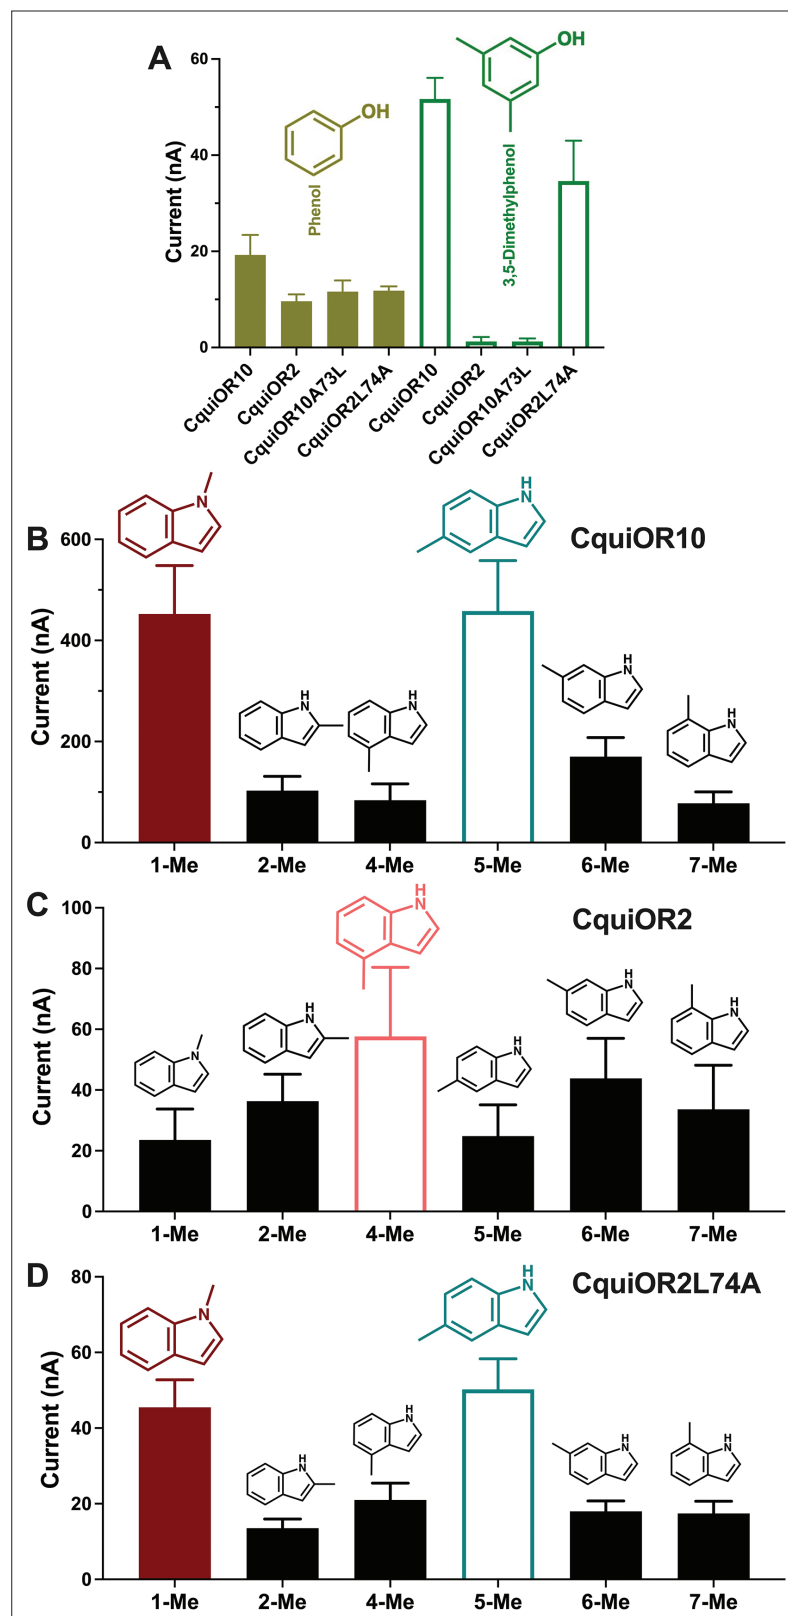 A
60
40
20
0
Current (nA)
OH
Phenol
OH
3,5-Dimethylphenol
CquiOR10
CquiOR2
CquiOR10A73L
CquiOR2L74A
CquiOR10
CquiOR2
CquiOR10A73L
CquiOR2L74A
B
CquiOR10
600
400
200
0
Current (nA)
N
H
N
H
N
H
N
H
N
H
N
1-Me
2-Me
4-Me
5-Me
6-Me
7-Me
C
CquiOR2
100
80
60
40
20
0
Current (nA)
N
H
N
H
N
H
N
H
N
H
N
1-Me
2-Me
4-Me
5-Me
6-Me
7-Me
D
CquiOR2L74A
80
60
40
20
0
Current (nA)
N
H
N
H
N
H
N
H
N
H
N
1-Me
2-Me
4-Me
5-Me
6-Me
7-Me